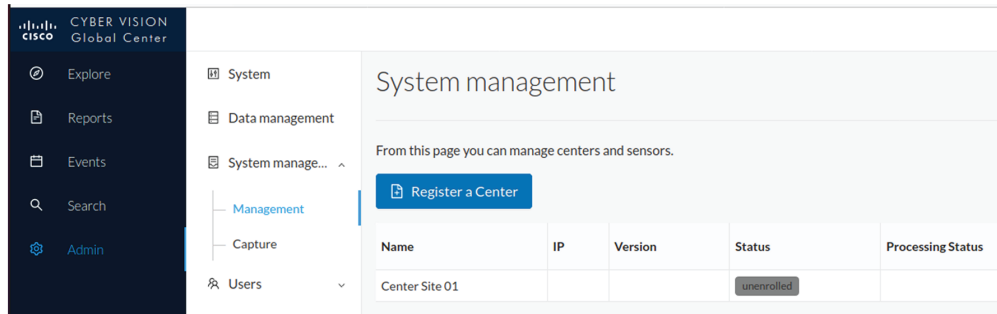 CISCO
CYBER VISION
Global Center
Explore
Reports
Events
Search
Admin
System
Data management
System manage...
Management
Capture
Users
System management
From this page you can manage centers and sensors.
Register a Center
Name IP Version Status Processing Status
Center Site 01 unenrolled